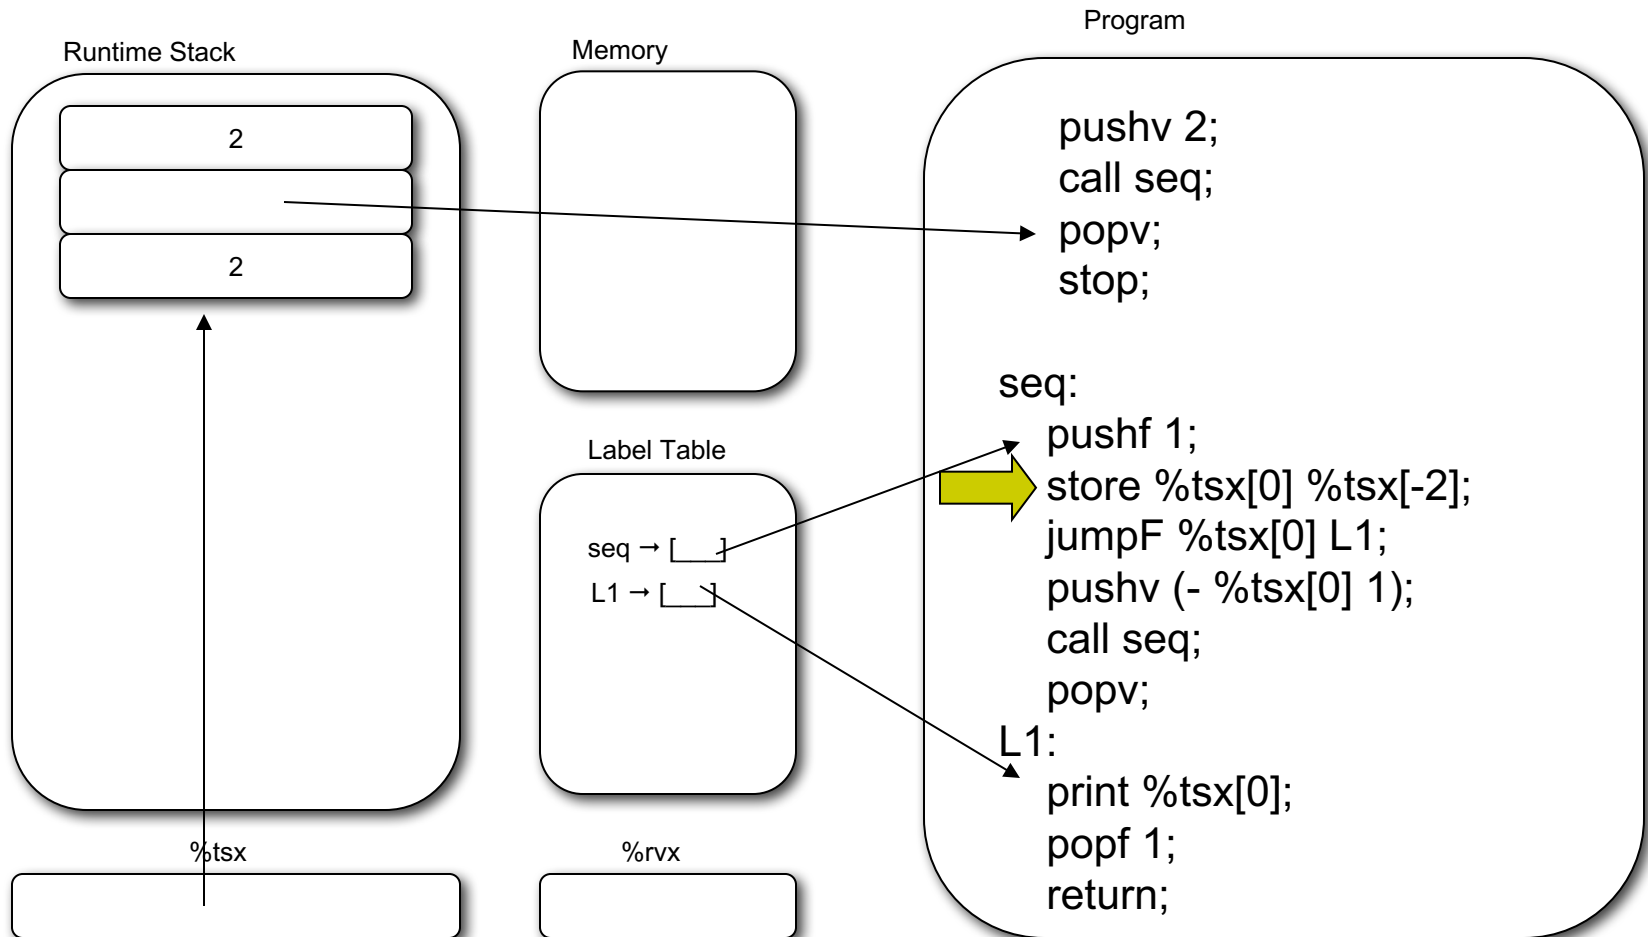 Runtime Stack
2
2
%tsx
Memory
Label Table
seq → [___]
L1 → [___]
%rvx
Program
pushv 2;
call seq;
popv;
stop;
seq:
pushf 1;
store %tsx[0] %tsx[-2];
jumpF %tsx[0] L1;
pushv (- %tsx[0] 1);
call seq;
popv;
L1:
print %tsx[0];
popf 1;
return;